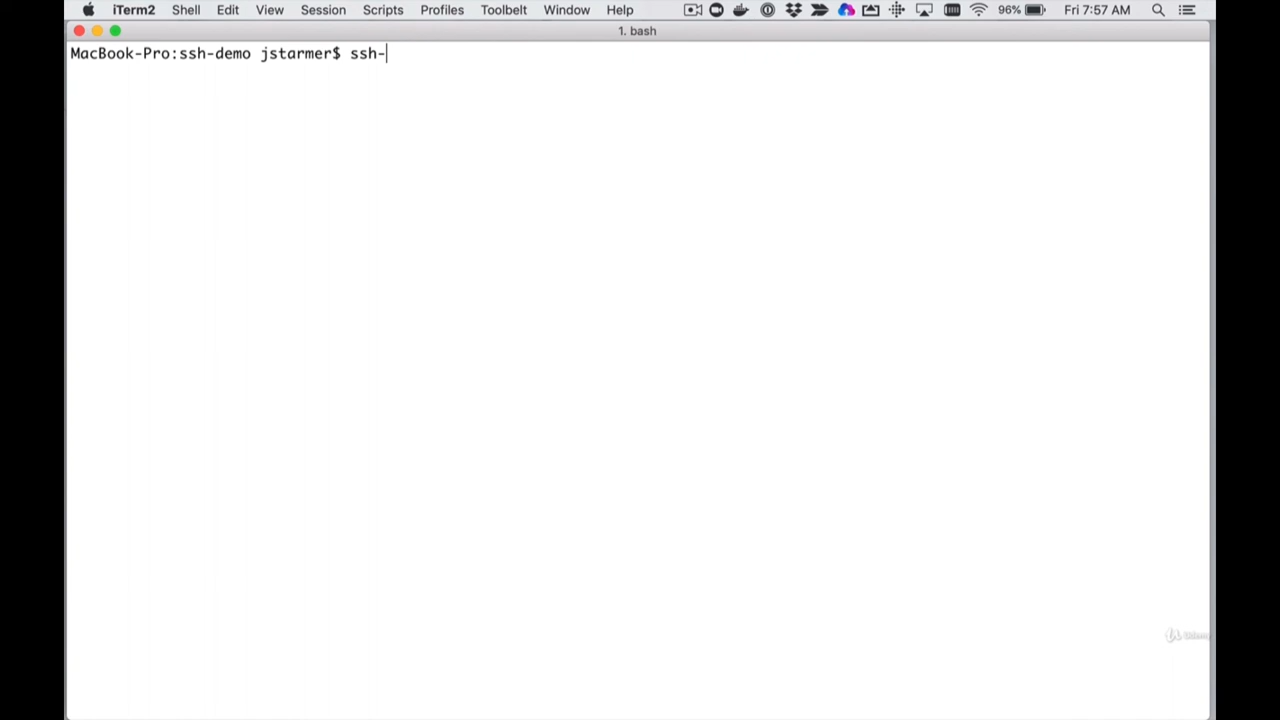 iTerm2 Shell Edit View Session Scripts Profiles Toolbelt Window Help 96% Fri 7:57 AM
1. bash
MacBook-Pro:ssh-demo jstarmer$ ssh-
Udemy